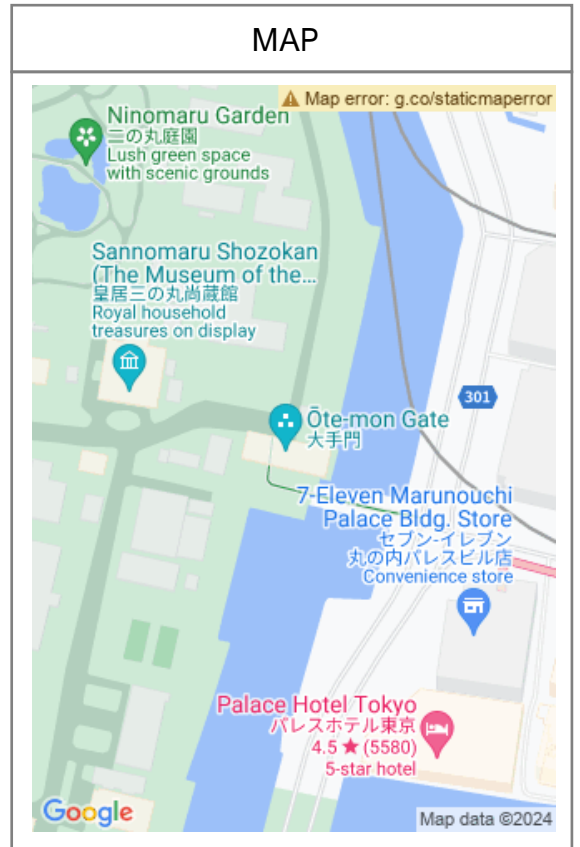 MAP
Map error: g.co/staticmaperror
Ninomaru Garden
二の丸庭園
Lush green space
with scenic grounds
Sannomaru Shozokan
(The Museum of the...
皇居三の丸尚蔵館
Royal household
treasures on display
301
Ōte-mon Gate
大手門
7-Eleven Marunouchi
Palace Bldg. Store
セブン-イレブン
丸の内パレスビル店
Convenience store
Palace Hotel Tokyo
パレスホテル東京
4.5 ★ (5580)
5-star hotel
Google
Map data ©2024